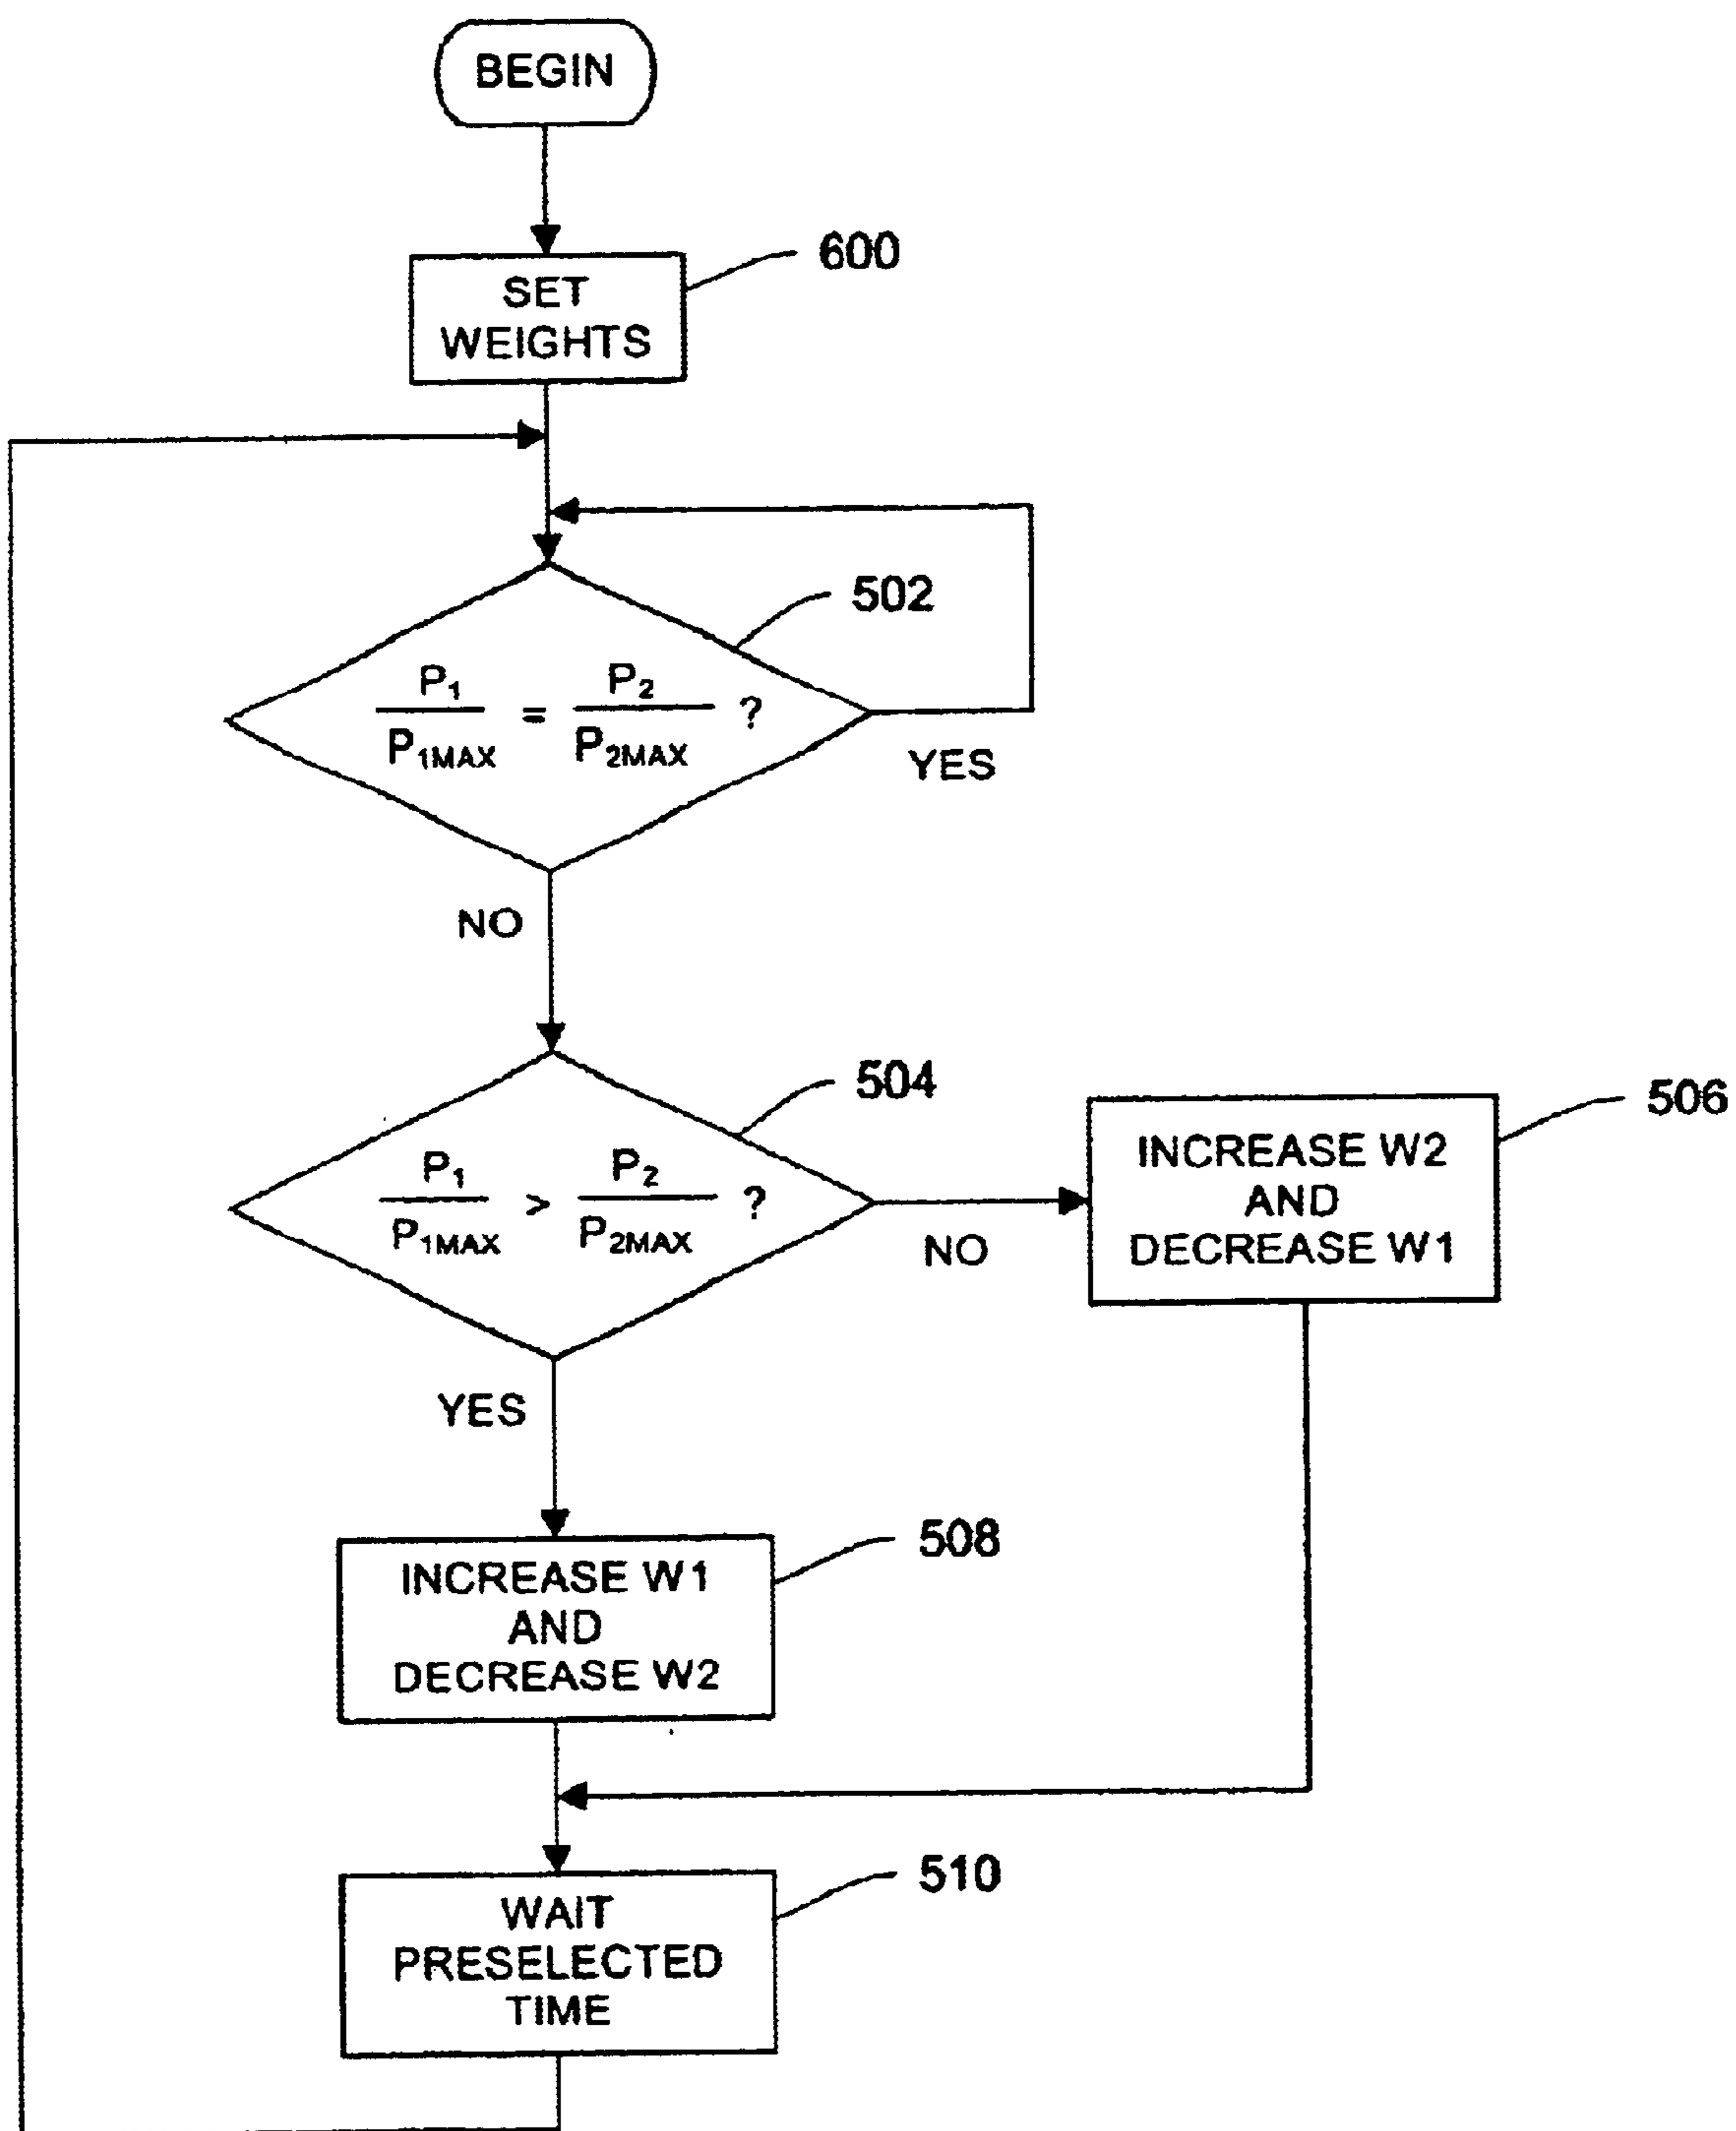 BEGIN
600
SET
WEIGHTS
502
P₁ / P₁MAX = P₂ / P₂MAX ?
YES
NO
504
P₁ / P₁MAX > P₂ / P₂MAX ?
NO
506
INCREASE W2
AND
DECREASE W1
YES
508
INCREASE W1
AND
DECREASE W2
510
WAIT
PRESELECTED
TIME